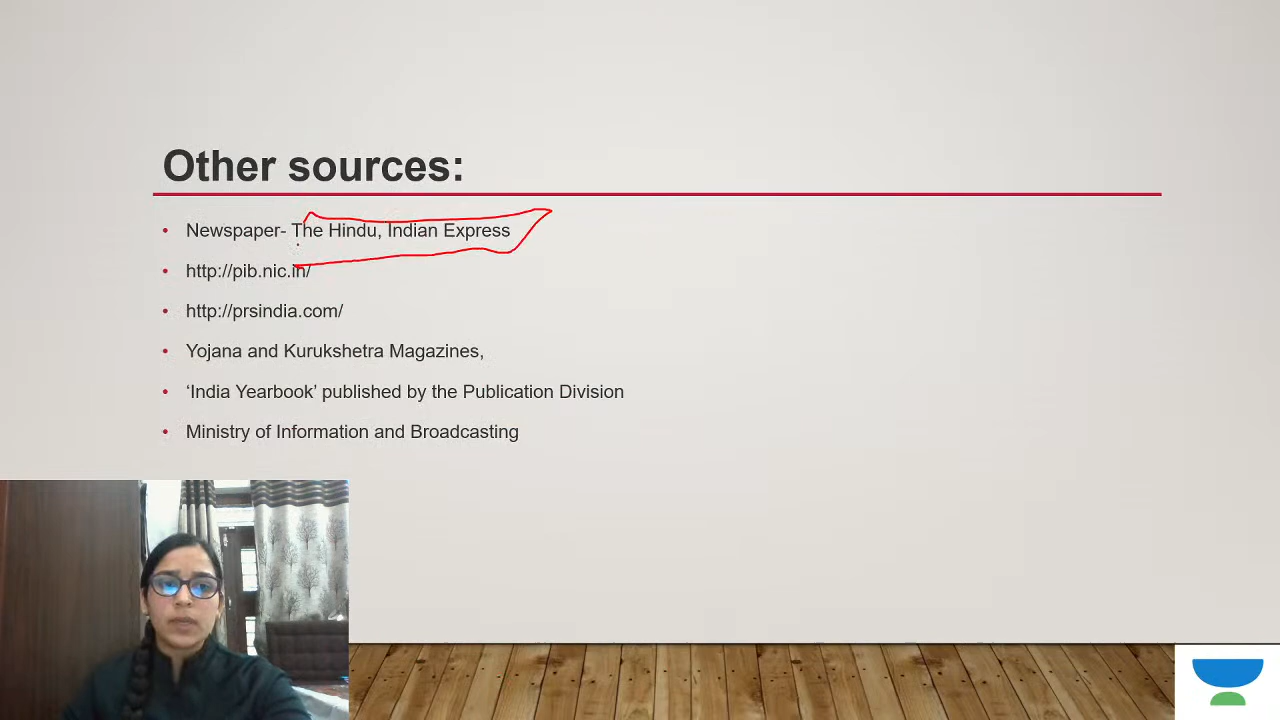 Other sources:
• Newspaper- The Hindu, Indian Express
• http://pib.nic.in/
• http://prsindia.com/
• Yojana and Kurukshetra Magazines,
• ‘India Yearbook’ published by the Publication Division
• Ministry of Information and Broadcasting